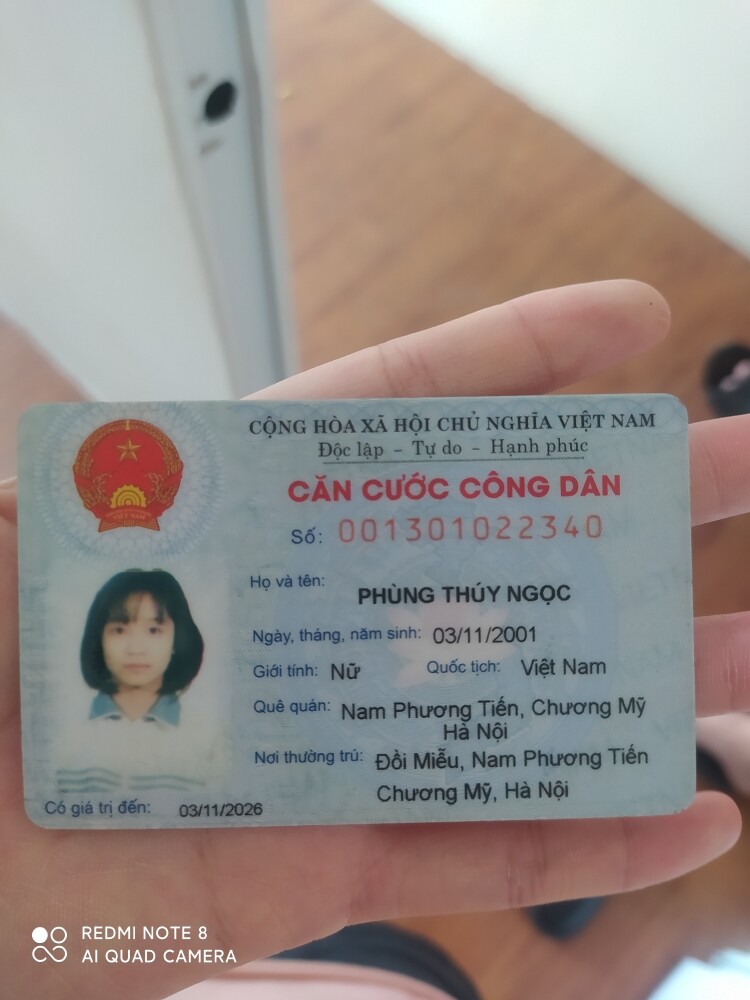 CỘNG HÒA XÃ HỘI CHỦ NGHĨA VIỆT NAM
Độc lập - Tự do - Hạnh phúc
CĂN CƯỚC CÔNG DÂN
Số: 001301022340
Họ và tên: PHÙNG THÚY NGỌC
Ngày, tháng, năm sinh: 03/11/2001
Giới tính: Nữ Quốc tịch: Việt Nam
Quê quán: Nam Phương Tiến, Chương Mỹ
Hà Nội
Nơi thường trú: Đồi Miễu, Nam Phương Tiến
Chương Mỹ, Hà Nội
Có giá trị đến: 03/11/2026
REDMI NOTE 8
AI QUAD CAMERA